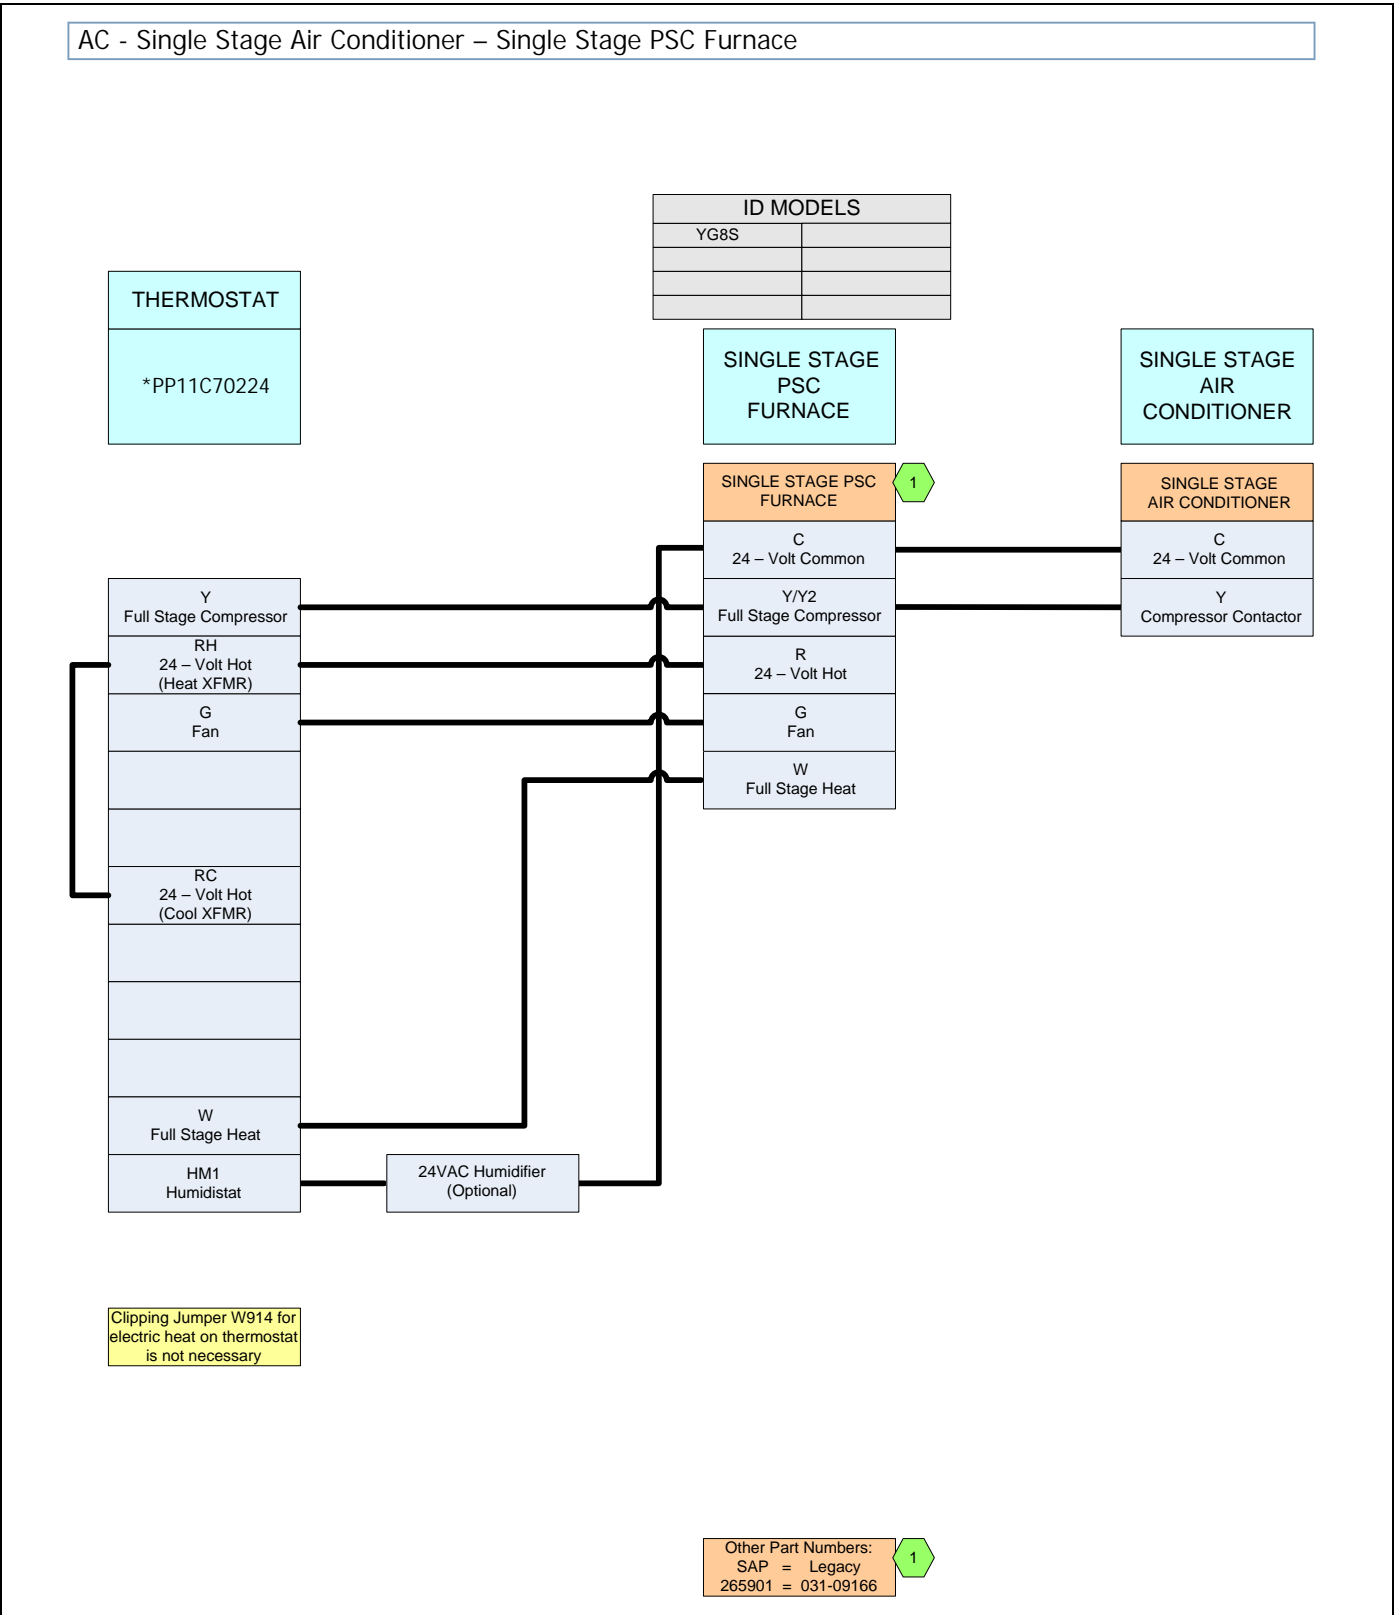 AC - Single Stage Air Conditioner – Single Stage PSC Furnace
ID MODELS
YG8S
THERMOSTAT
*PP11C70224
SINGLE STAGE
PSC
FURNACE
SINGLE STAGE
AIR
CONDITIONER
SINGLE STAGE PSC
FURNACE
1
SINGLE STAGE
AIR CONDITIONER
C
24 – Volt Common
C
24 – Volt Common
Y
Full Stage Compressor
Y/Y2
Full Stage Compressor
Y
Compressor Contactor
RH
24 – Volt Hot
(Heat XFMR)
R
24 – Volt Hot
G
Fan
G
Fan
W
Full Stage Heat
RC
24 – Volt Hot
(Cool XFMR)
W
Full Stage Heat
HM1
Humidistat
24VAC Humidifier
(Optional)
Clipping Jumper W914 for
electric heat on thermostat
is not necessary
Other Part Numbers:
SAP = Legacy
265901 = 031-09166
1